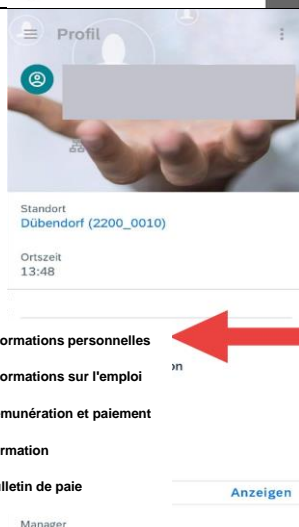 Profil
Standort
Dübendorf (2200_0010)
Ortszeit
13:48
ormations personnelles
ormations sur l'emploi
munération et paiement
rmation
lletin de paie
Anzeigen
Manager